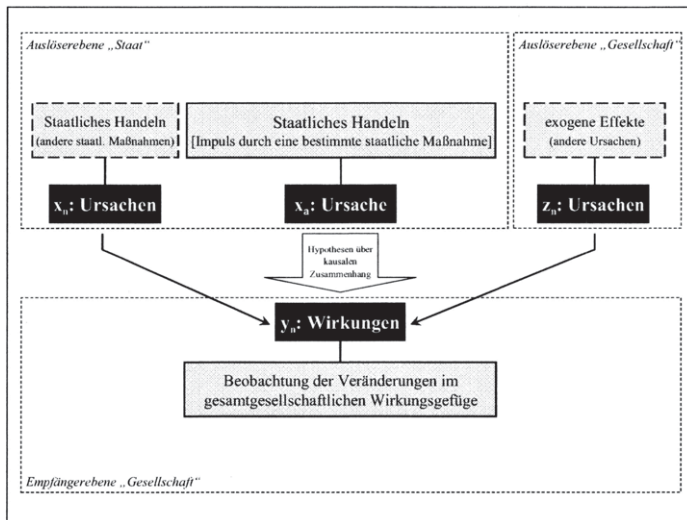 Auslöserebene „Staat“
Auslöserebene „Gesellschaft“
Staatliches Handeln
(andere staatl. Maßnahmen)
Staatliches Handeln
[Impuls durch eine bestimmte staatliche Maßnahme]
exogene Effekte
(andere Ursachen)
xₙ: Ursachen
xₐ: Ursache
zₙ: Ursachen
Hypothesen über
kausalen
Zusammenhang
yₙ: Wirkungen
Beobachtung der Veränderungen im
gesamtgesellschaftlichen Wirkungsgefüge
Empfängerebene „Gesellschaft“